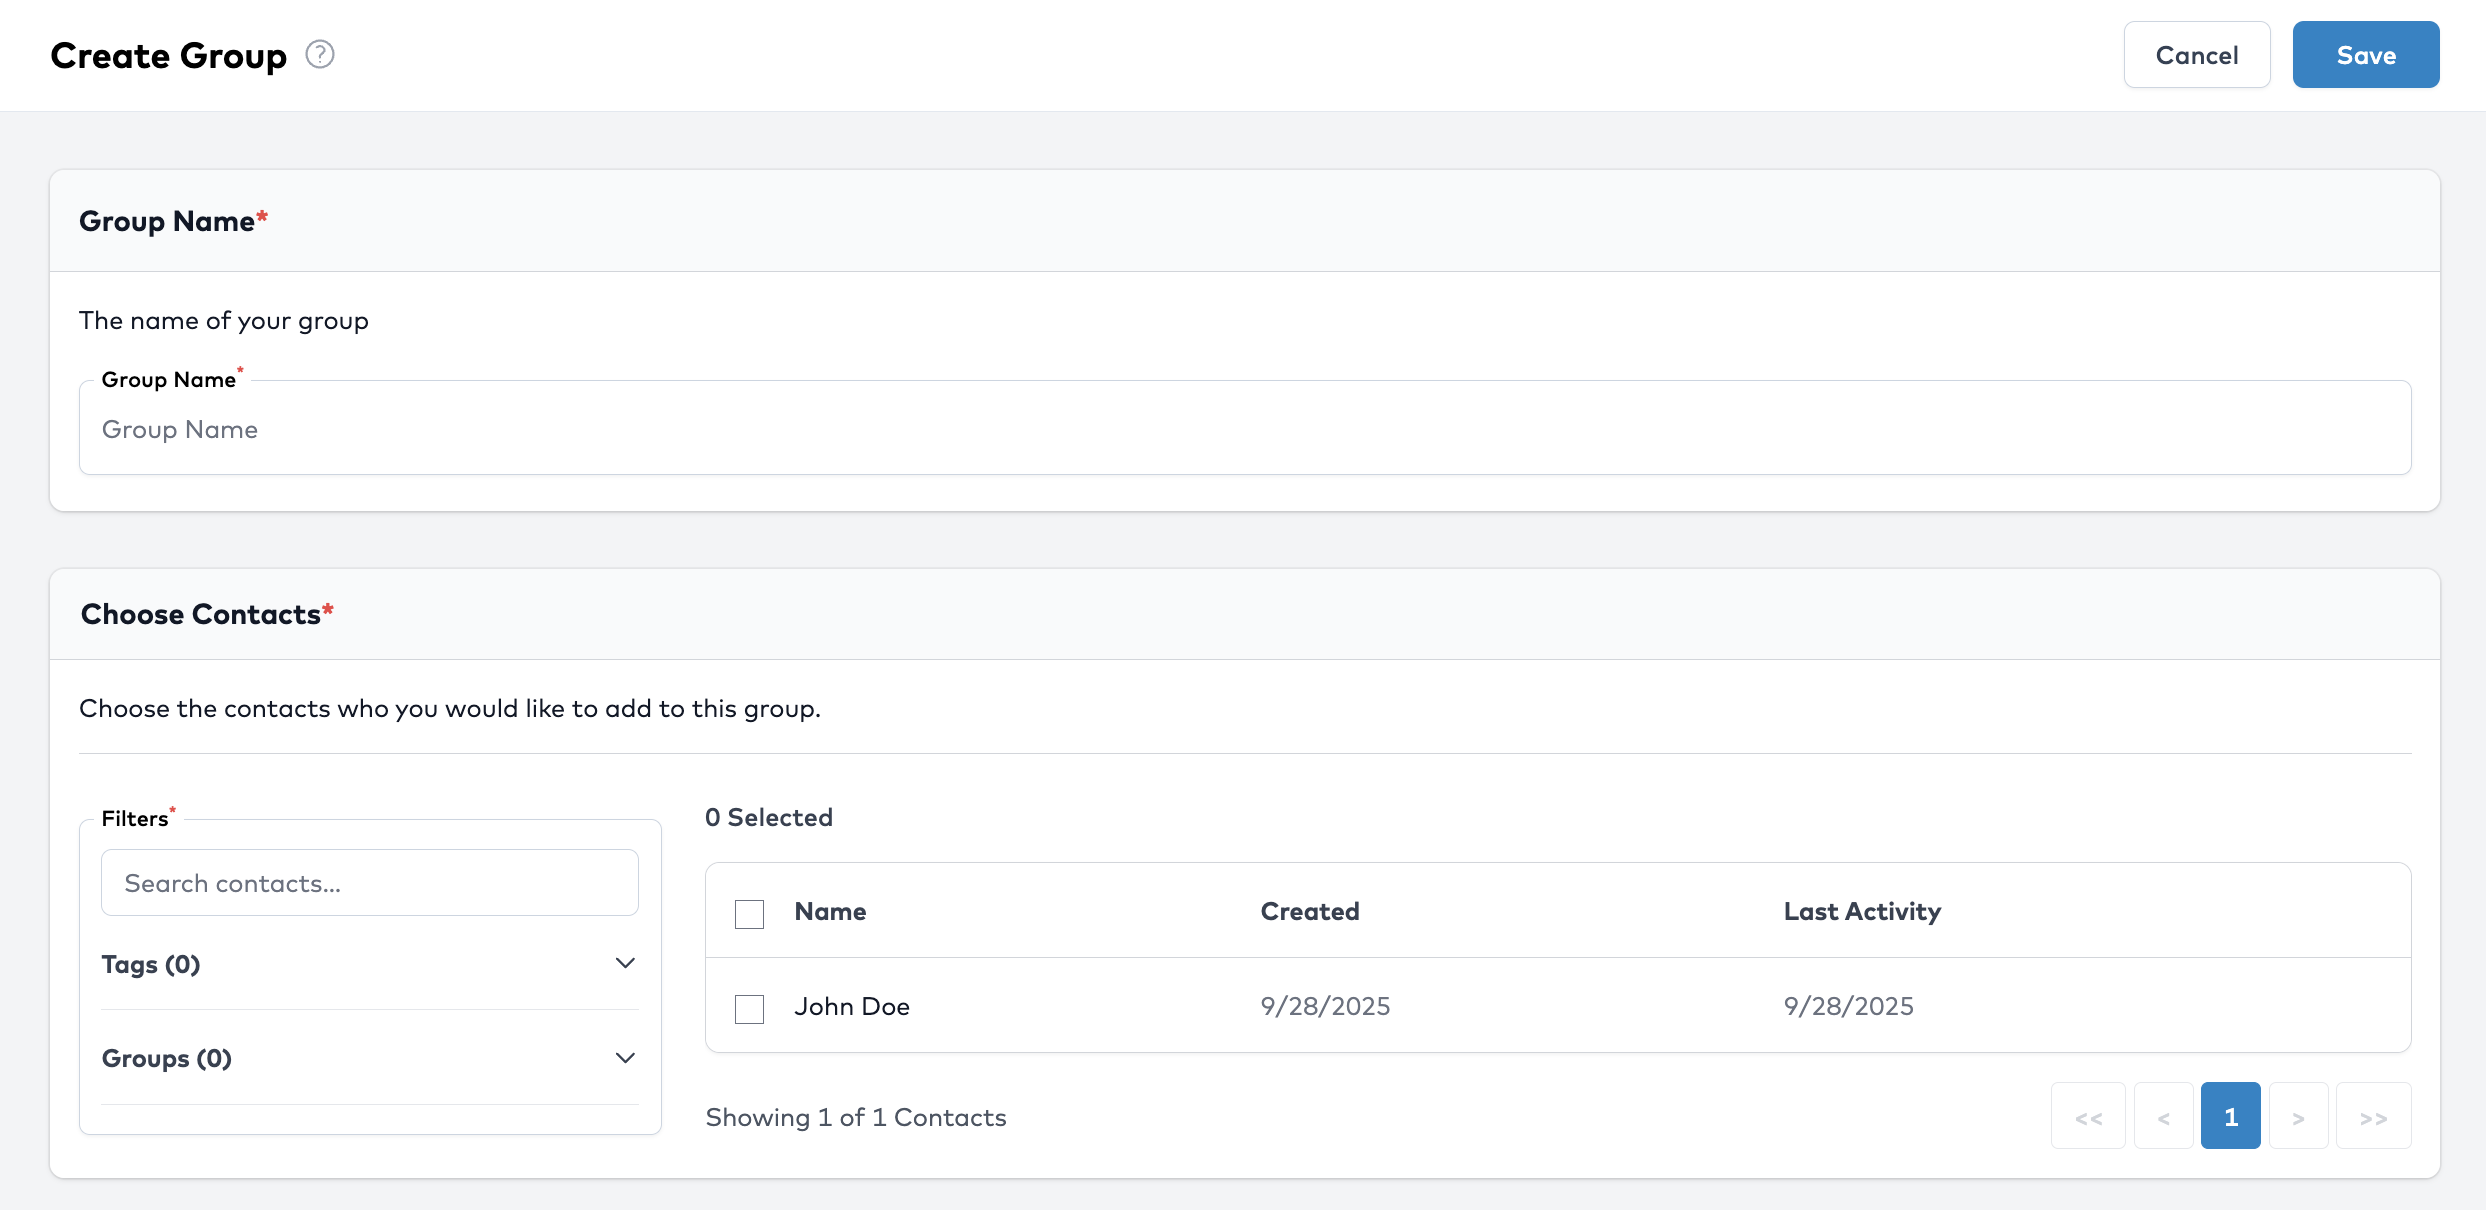 Create Group ?
Cancel
Save
Group Name*
The name of your group
Group Name*
Group Name
Choose Contacts*
Choose the contacts who you would like to add to this group.
Filters*
Search contacts...
Tags (0)
Groups (0)
0 Selected
Name Created Last Activity
John Doe 9/28/2025 9/28/2025
Showing 1 of 1 Contacts
<< < 1 > >>